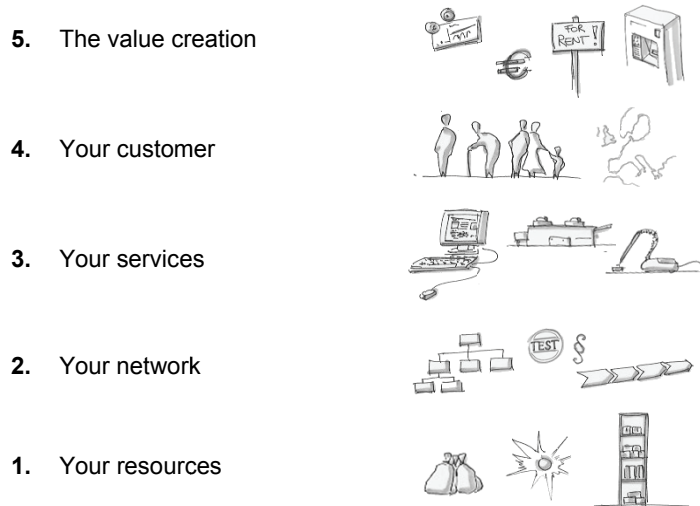 5. The value creation
FOR
RENT!
4. Your customer
3. Your services
2. Your network
TEST §
1. Your resources